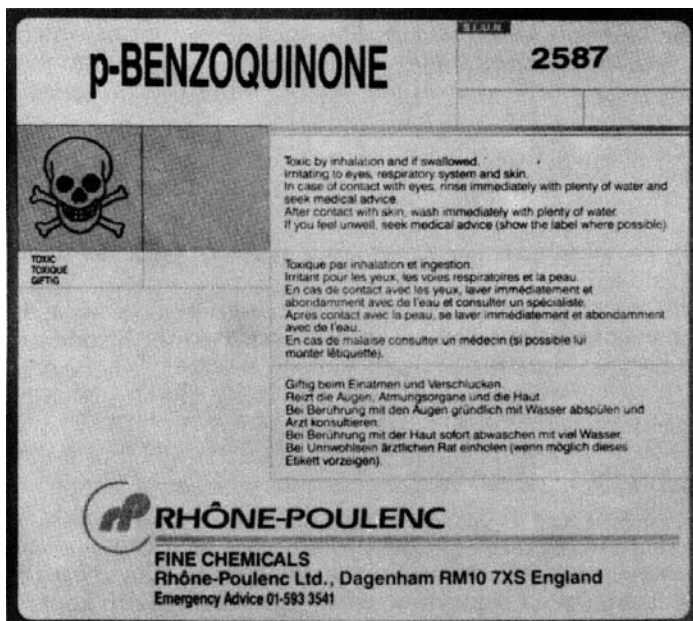 p-BENZOQUINONE
S.I./U.N.
2587
TOXIC
TOXIQUE
GIFTIG
Toxic by inhalation and if swallowed.
Irritating to eyes, respiratory system and skin.
In case of contact with eyes, rinse immediately with plenty of water and
seek medical advice.
After contact with skin, wash immediately with plenty of water.
If you feel unwell, seek medical advice (show the label where possible).
Toxique par inhalation et ingestion.
Irritant pour les yeux, les voies respiratoires et la peau.
En cas de contact avec les yeux, laver immédiatement et
abondamment avec de l'eau et consulter un spécialiste.
Apres contact avec la peau, se laver immédiatement et abondamment
avec de l'eau.
En cas de malaise consulter un médecin (si possible lui
monter létiquette).
Giftig beim Einatmen und Verschlucken.
Reizt die Augen, Atmungsorgane und die Haut.
Bei Berührung mit den Augen gründlich mit Wasser abspülen und
Arzt konsultieren.
Bei Berührung mit der Haut sofort abwaschen mit viel Wasser.
Bei Unnwohlsein ärztlichen Rat einholen (wenn möglich dieses
Etikett vorzeigen).
RHÔNE-POULENC
FINE CHEMICALS
Rhône-Poulenc Ltd., Dagenham RM10 7XS England
Emergency Advice 01-593 3541